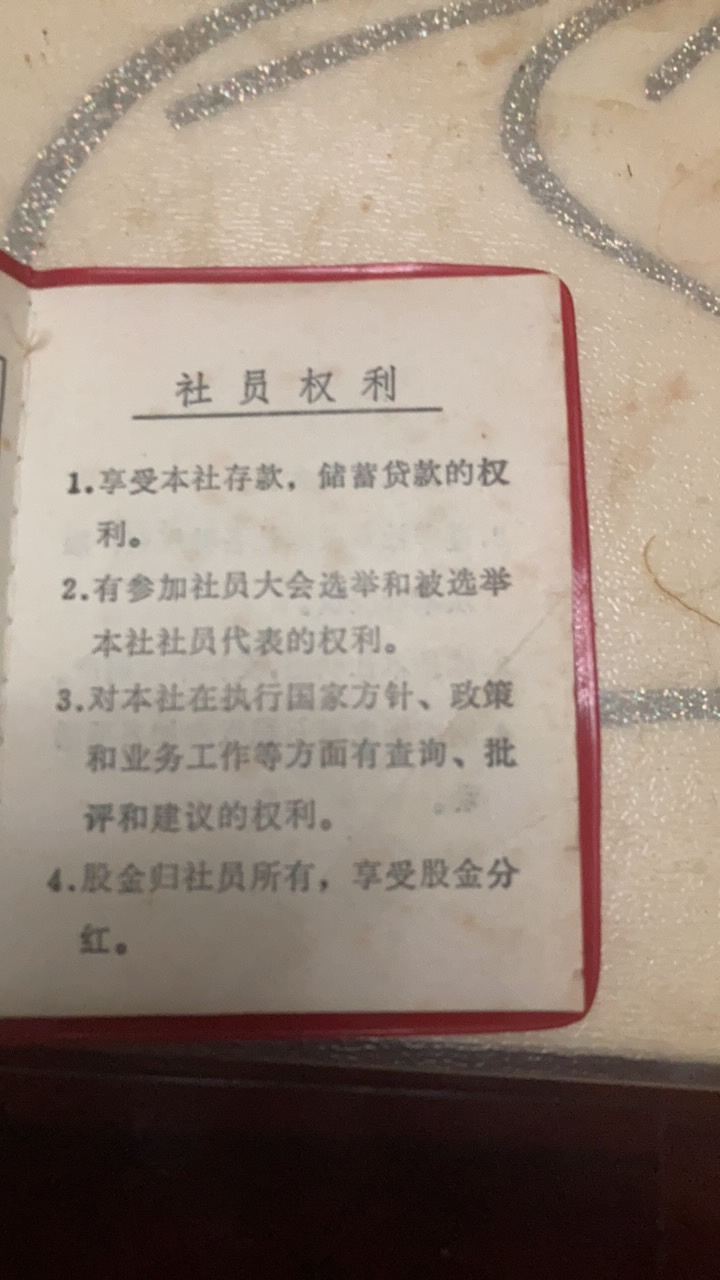 社员权利
1.享受本社存款，储蓄贷款的权
利。
2.有参加社员大会选举和被选举
本社社员代表的权利。
3.对本社在执行国家方针、政策
和业务工作等方面有查询、批
评和建议的权利。
4.股金归社员所有，享受股金分
红。